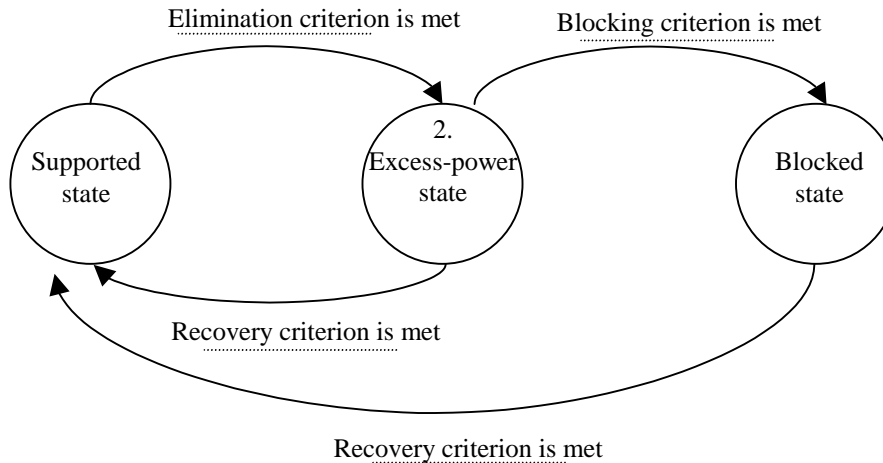 Elimination criterion is met
Blocking criterion is met
Supported
state
2.
Excess-power
state
Blocked
state
Recovery criterion is met
Recovery criterion is met